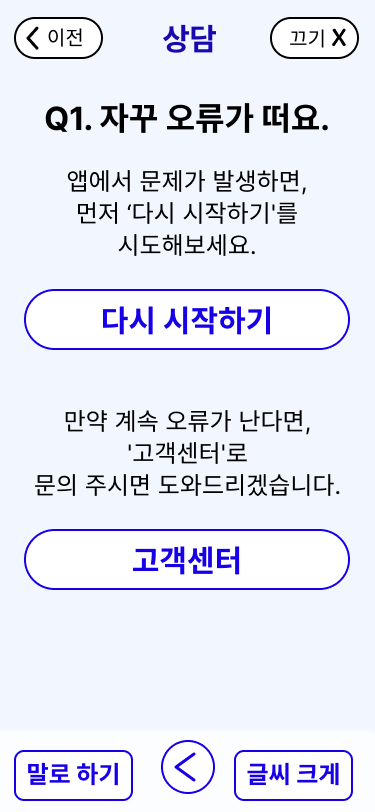 이전
상담
끄기 X
Q1. 자꾸 오류가 떠요.
앱에서 문제가 발생하면,
먼저 ‘다시 시작하기'를
시도해보세요.
다시 시작하기
만약 계속 오류가 난다면,
'고객센터'로
문의 주시면 도와드리겠습니다.
고객센터
말로 하기
글씨 크게